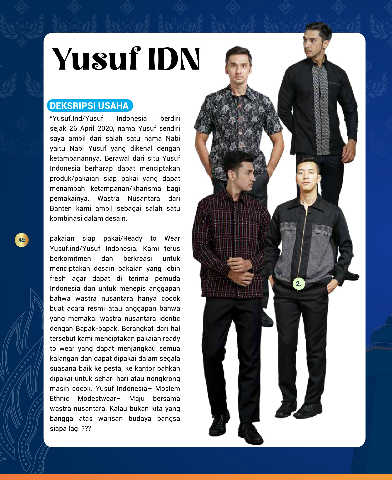 Yusuf IDN
DEKSRIPSI USAHA
"Yusuf.Ind/Yusuf Indonesia berdiri
sejak 26 April 2020, nama Yusuf sendiri
saya ambil dari salah satu nama Nabi
yaitu Nabi Yusuf yang dikenal dengan
ketampanannya. Berawal dari situ Yusuf
Indonesia berharap dapat menciptakan
produk/pakaian siap pakai yang dapat
menambah ketampanan/kharisma bagi
pemakainya. Wastra Nusantara dari
Banten kami ambil sebagai salah satu
kombinasi dalam desain.
pakaian siap pakai/Ready to Wear
Yusuf.ind/Yusuf Indonesia. Kami terus
berkomitmen dan berkreasi untuk
menciptakan desain pakaian yang lebih
fresh agar dapat di terima pemuda
Indonesia dan untuk menepis anggapan
bahwa wastra nusantara hanya cocok
buat acara resmi atau anggapan bahwa
yang memakai wastra nusantara identic
dengan Bapak-bapak. Berangkat dari hal
tersebut kami menciptakan pakaian ready
to wear yang dapat menjangkau semua
kalangan dan dapat dipakai dalam segala
suasana baik ke pesta, ke kantor bahkan
dipakai untuk sehari hari atau nongkrong
masih cocok. Yusuf Indonesia– Moslem
Ethnic Modestwear– Maju bersama
wastra nusantara. Kalau bukan kita yang
bangga atas warisan budaya bangsa
siapa lagi ???
2.